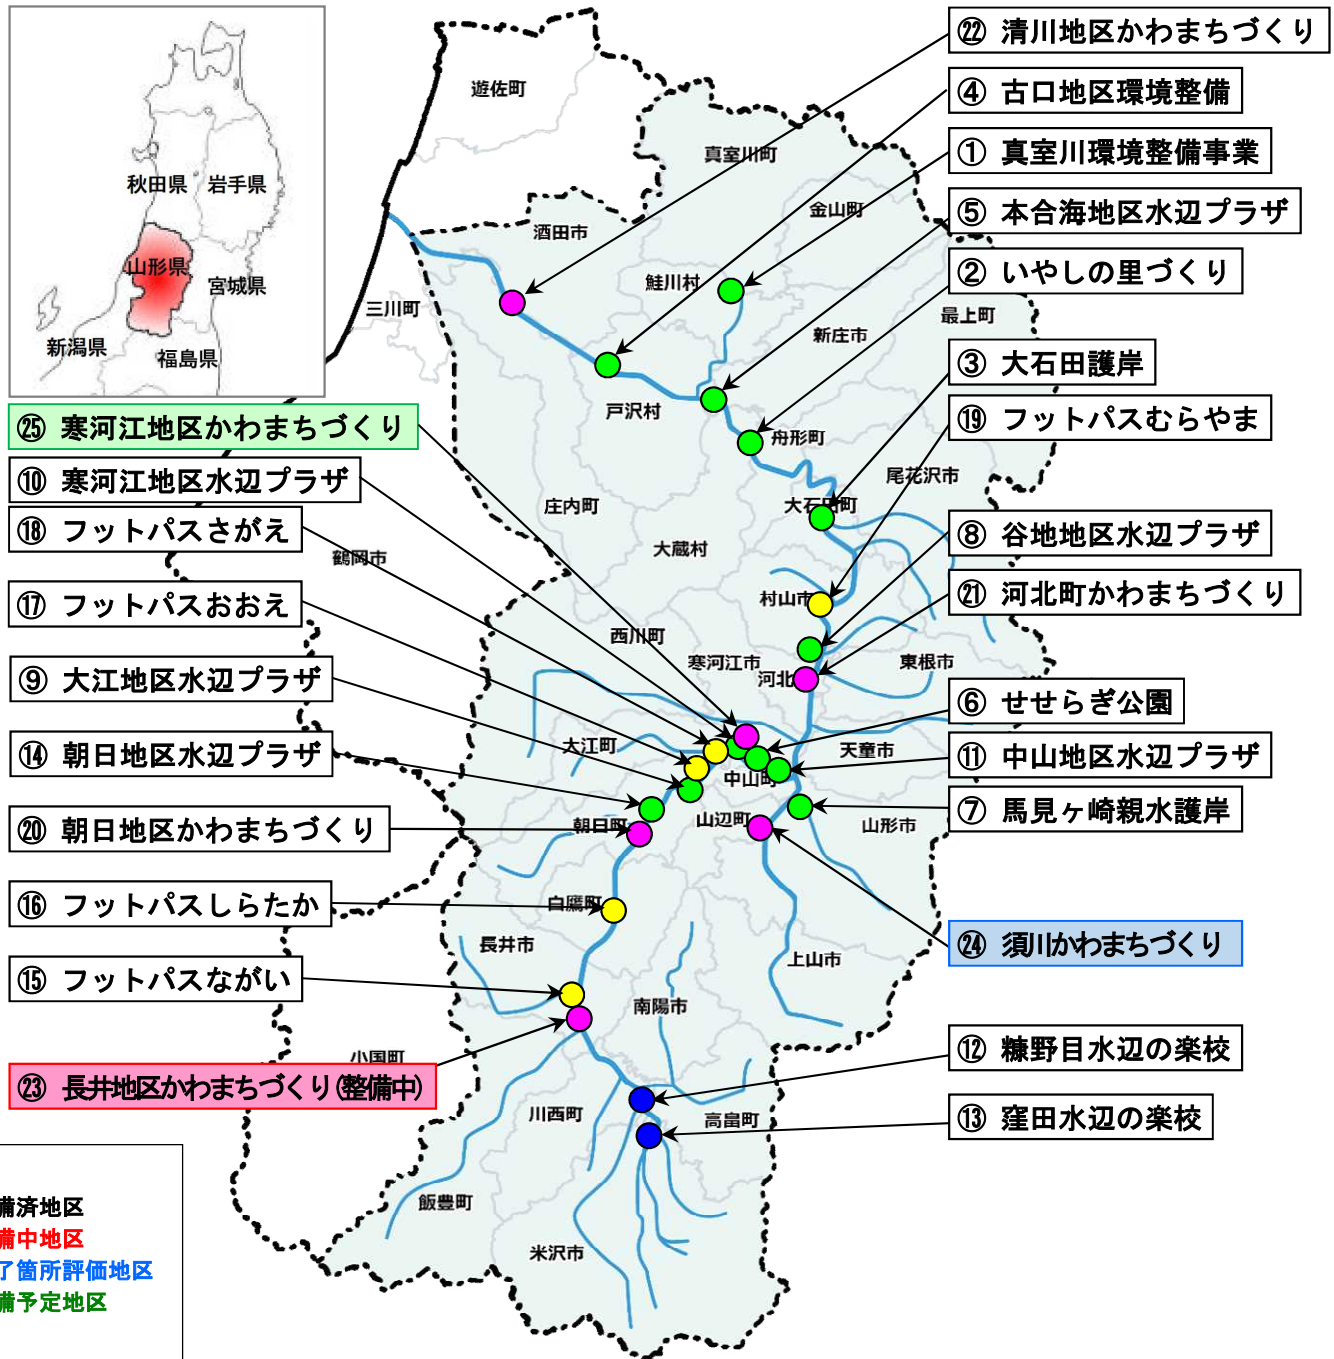 ㉒ 清川地区かわまちづくり
④ 古口地区環境整備
① 真室川環境整備事業
⑤ 本合海地区水辺プラザ
② いやしの里づくり
③ 大石田護岸
⑲ フットパスむらやま
⑧ 谷地地区水辺プラザ
㉑ 河北町かわまちづくり
⑥ せせらぎ公園
⑪ 中山地区水辺プラザ
⑦ 馬見ヶ崎親水護岸
㉔ 須川かわまちづくり
⑫ 糠野目水辺の楽校
⑬ 窪田水辺の楽校
㉕ 寒河江地区かわまちづくり
⑩ 寒河江地区水辺プラザ
⑱ フットパスさがえ
⑰ フットパスおおえ
⑨ 大江地区水辺プラザ
⑭ 朝日地区水辺プラザ
⑳ 朝日地区かわまちづくり
⑯ フットパスしらたか
⑮ フットパスながい
㉓ 長井地区かわまちづくり(整備中)
秋田県
岩手県
山形県
宮城県
新潟県
福島県
遊佐町
真室川町
金山町
酒田市
鮭川村
三川町
新庄市
最上町
戸沢村
舟形町
尾花沢市
大石田町
庄内町
大蔵村
鶴岡市
村山市
西川町
寒河江市
東根市
河北
大江町
天童市
中山町
山辺町
山形市
朝日町
白鷹町
長井市
上山市
南陽市
小国町
川西町
高畠町
飯豊町
米沢市
備済地区
備中地区
了箇所評価地区
備予定地区